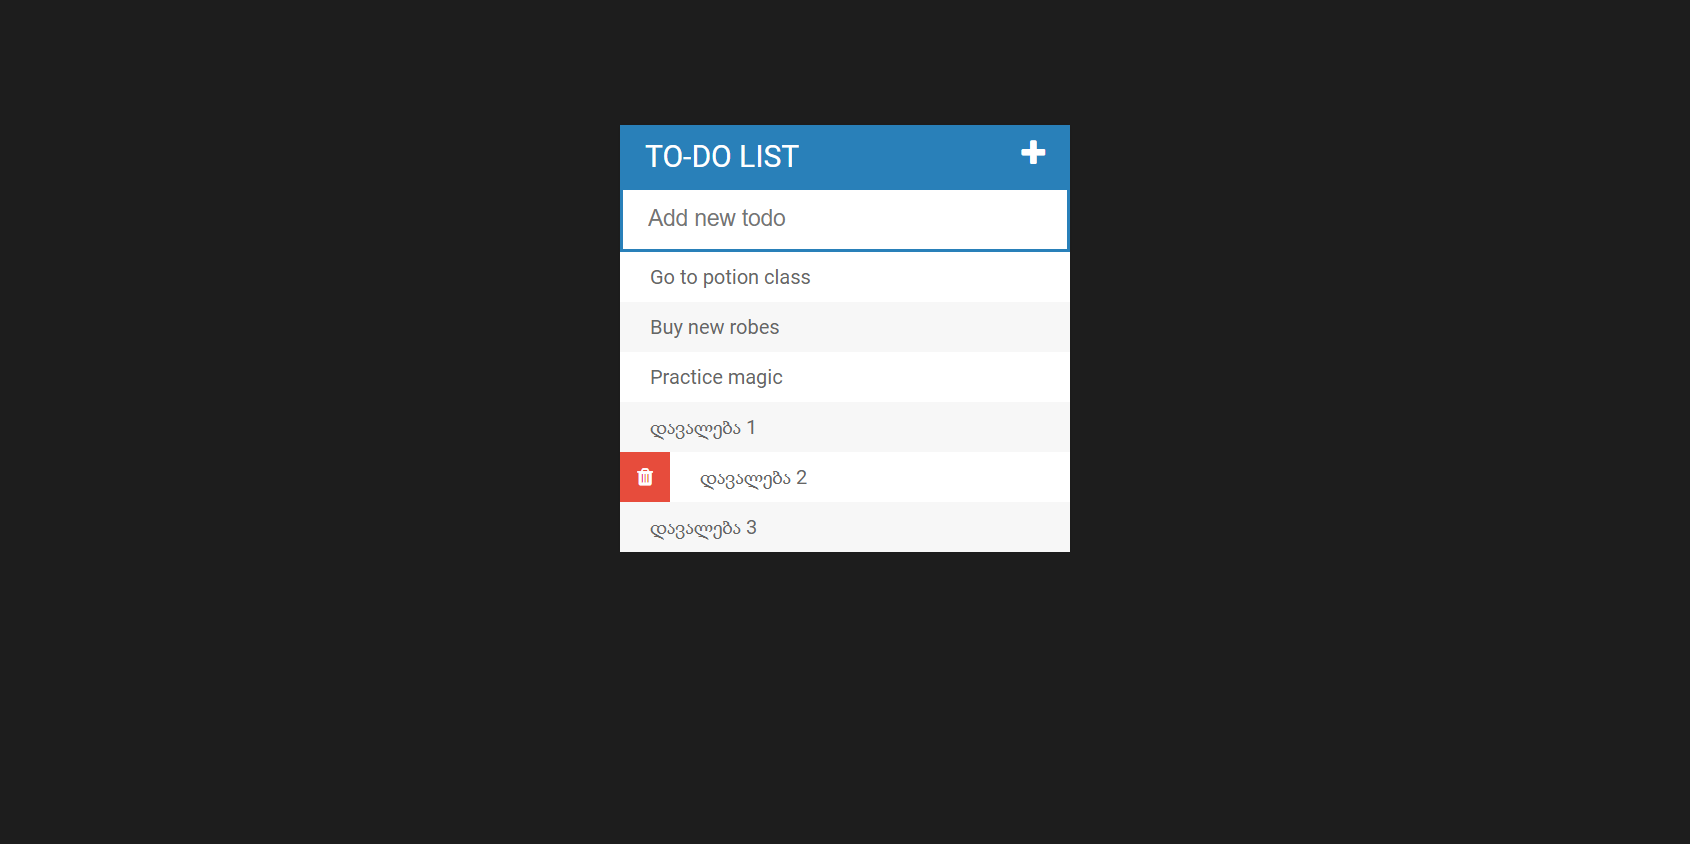 TO-DO LIST
Add new todo
Go to potion class
Buy new robes
Practice magic
დავალება 1
დავალება 2
დავალება 3